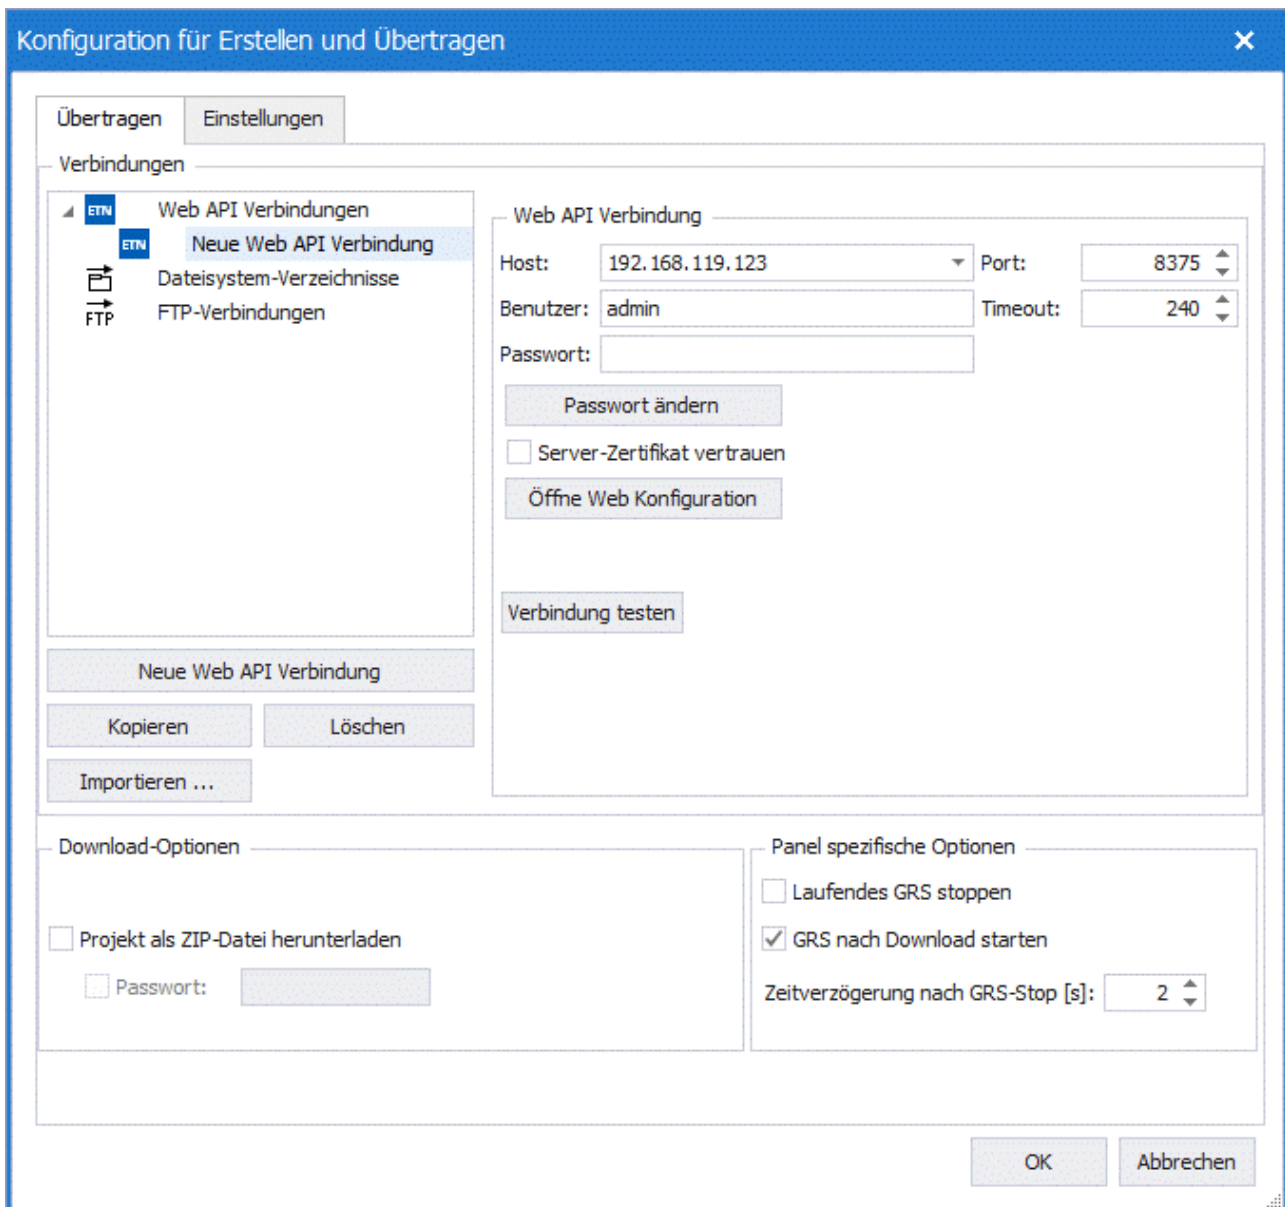 Konfiguration für Erstellen und Übertragen
Übertragen Einstellungen
Verbindungen
ETN Web API Verbindungen
ETN Neue Web API Verbindung
Dateisystem-Verzeichnisse
FTP FTP-Verbindungen
Neue Web API Verbindung
Kopieren Löschen
Importieren ...
Web API Verbindung
Host: 192.168.119.123 Port: 8375
Benutzer: admin Timeout: 240
Passwort:
Passwort ändern
Server-Zertifikat vertrauen
Öffne Web Konfiguration
Verbindung testen
Download-Optionen
Projekt als ZIP-Datei herunterladen
Passwort:
Panel spezifische Optionen
Laufendes GRS stoppen
GRS nach Download starten
Zeitverzögerung nach GRS-Stop [s]: 2
OK Abbrechen